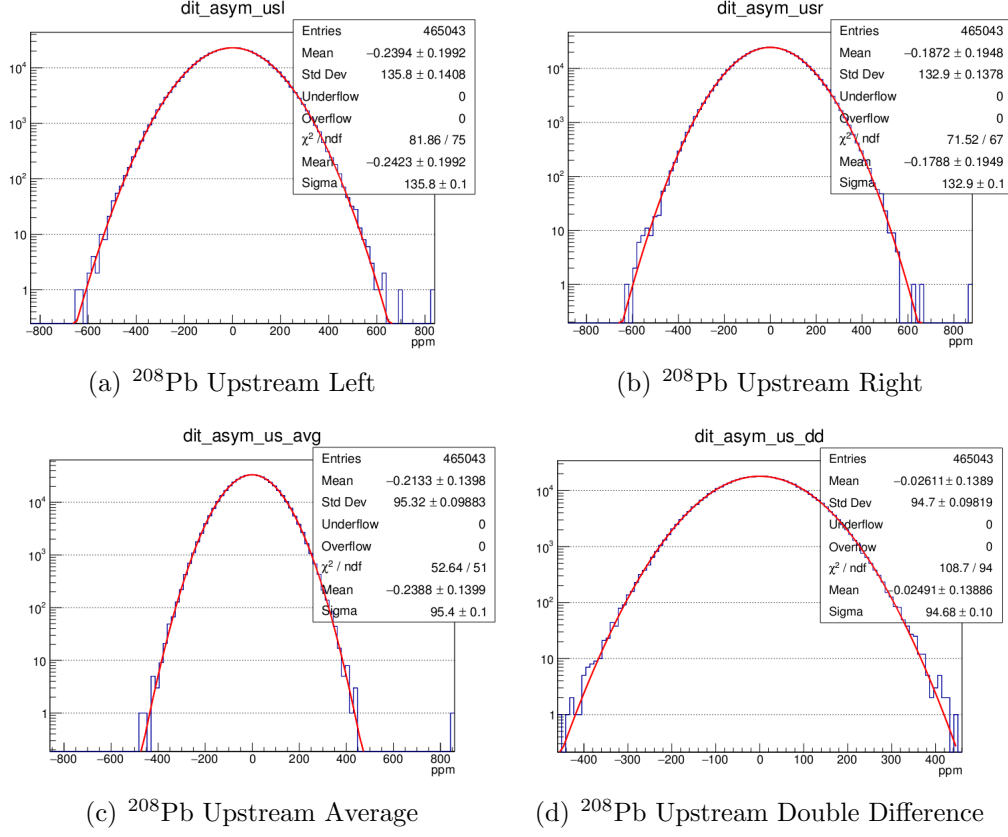 dit_asym_usl
Entries 465043
Mean −0.2394 ± 0.1992
Std Dev 135.8 ± 0.1408
Underflow 0
Overflow 0
χ² / ndf 81.86 / 75
Mean −0.2423 ± 0.1992
Sigma 135.8 ± 0.1
10⁴
10³
10²
10
1
−800 −600 −400 −200 0 200 400 600 800
ppm
(a) ²⁰⁸Pb Upstream Left
dit_asym_usr
Entries 465043
Mean −0.1872 ± 0.1948
Std Dev 132.9 ± 0.1378
Underflow 0
Overflow 0
χ² / ndf 71.52 / 67
Mean −0.1788 ± 0.1949
Sigma 132.9 ± 0.1
10⁴
10³
10²
10
1
−800 −600 −400 −200 0 200 400 600 800
ppm
(b) ²⁰⁸Pb Upstream Right
dit_asym_us_avg
Entries 465043
Mean −0.2133 ± 0.1398
Std Dev 95.32 ± 0.09883
Underflow 0
Overflow 0
χ² / ndf 52.64 / 51
Mean −0.2388 ± 0.1399
Sigma 95.4 ± 0.1
10⁴
10³
10²
10
1
−800 −600 −400 −200 0 200 400 600 800
ppm
(c) ²⁰⁸Pb Upstream Average
dit_asym_us_dd
Entries 465043
Mean −0.02611 ± 0.1389
Std Dev 94.7 ± 0.09819
Underflow 0
Overflow 0
χ² / ndf 108.7 / 94
Mean −0.02491 ± 0.13886
Sigma 94.68 ± 0.10
10⁴
10³
10²
10
1
−400 −300 −200 −100 0 100 200 300 400
ppm
(d) ²⁰⁸Pb Upstream Double Difference